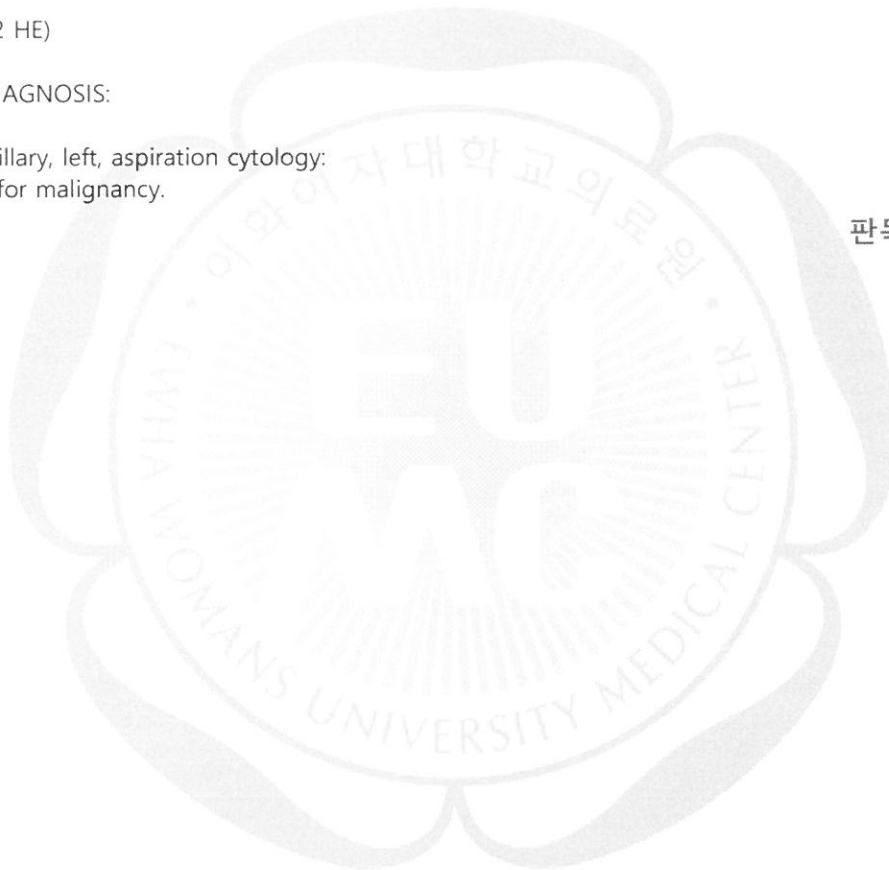 2 HE)
AGNOSIS:
illary, left, aspiration cytology:
for malignancy.
판독
이화여자대학교의료원
EWHA WOMANS UNIVERSITY MEDICAL CENTER
EU
MC